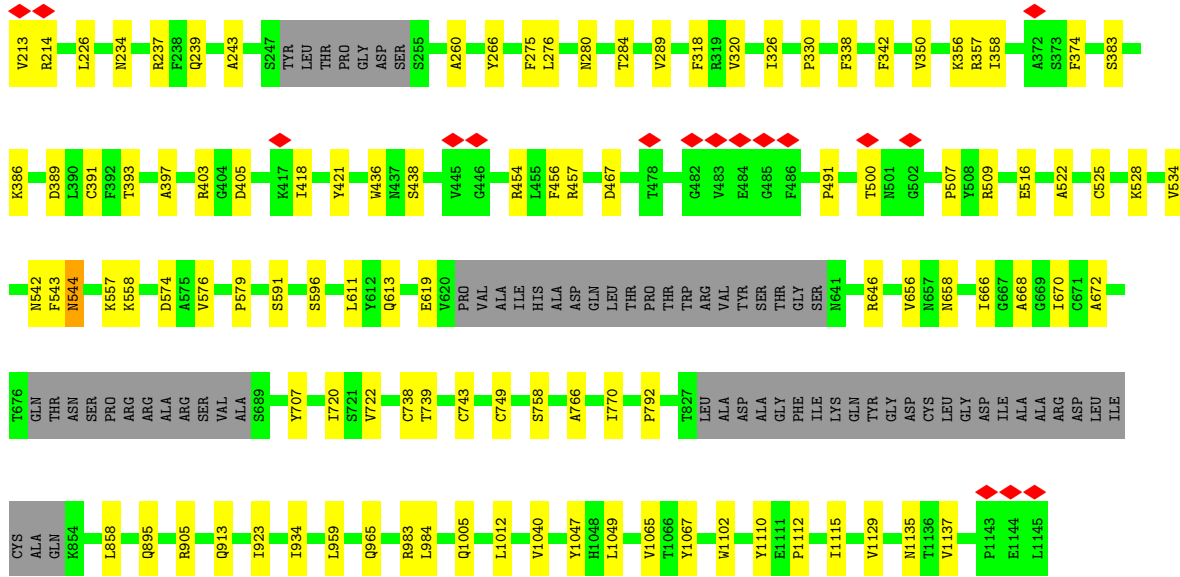 V213 R214 L226 N234 R237 F238 Q239 A243 S247 TYR LEU THR PRO GLY ASP SER S255 A260 Y266 F275 L276 N280 T284 V289 F318 R319 V320 I326 P330 F338 F342 V350 K356 R357 I358 A372 S373 F374 S383
K386 D389 L390 C391 F392 T393 A397 R403 G404 D405 K417 I418 Y421 W436 N437 S438 V445 G446 R454 L455 F456 R457 D467 T478 G482 V483 E484 G485 F486 P491 T500 N501 G502 P507 Y508 R509 E516 A522 C525 K528 V534
N542 F543 N544 K557 K558 D574 A575 V576 P579 S591 S596 L611 Y612 Q613 E619 V620 PRO VAL ALA ILE HIS ALA ASP GLN LEU THR PRO THR TRP ARG VAL TYR SER THR GLY SER N641 R646 V656 N657 N658 I666 G667 A668 G669 I670 C671 A672
T676 GLN THR ASN SER PRO ARG ARG ALA ARG SER VAL ALA S689 Y707 I720 S721 V722 C738 T739 C743 C749 S758 A766 I770 P792 T827 LEU ALA ASP ALA GLY PHE ILE LYS GLN TYR GLY ASP CYS LEU GLY ASP ILE ALA ALA ARG ASP LEU ILE
CYS ALA GLN K854 L858 Q895 R905 Q913 I923 I934 L959 Q965 R983 L984 Q1005 L1012 V1040 Y1047 H1048 L1049 V1065 T1066 Y1067 W1102 Y1110 E1111 P1112 I1115 V1129 N1135 T1136 V1137 P1143 E1144 L1145